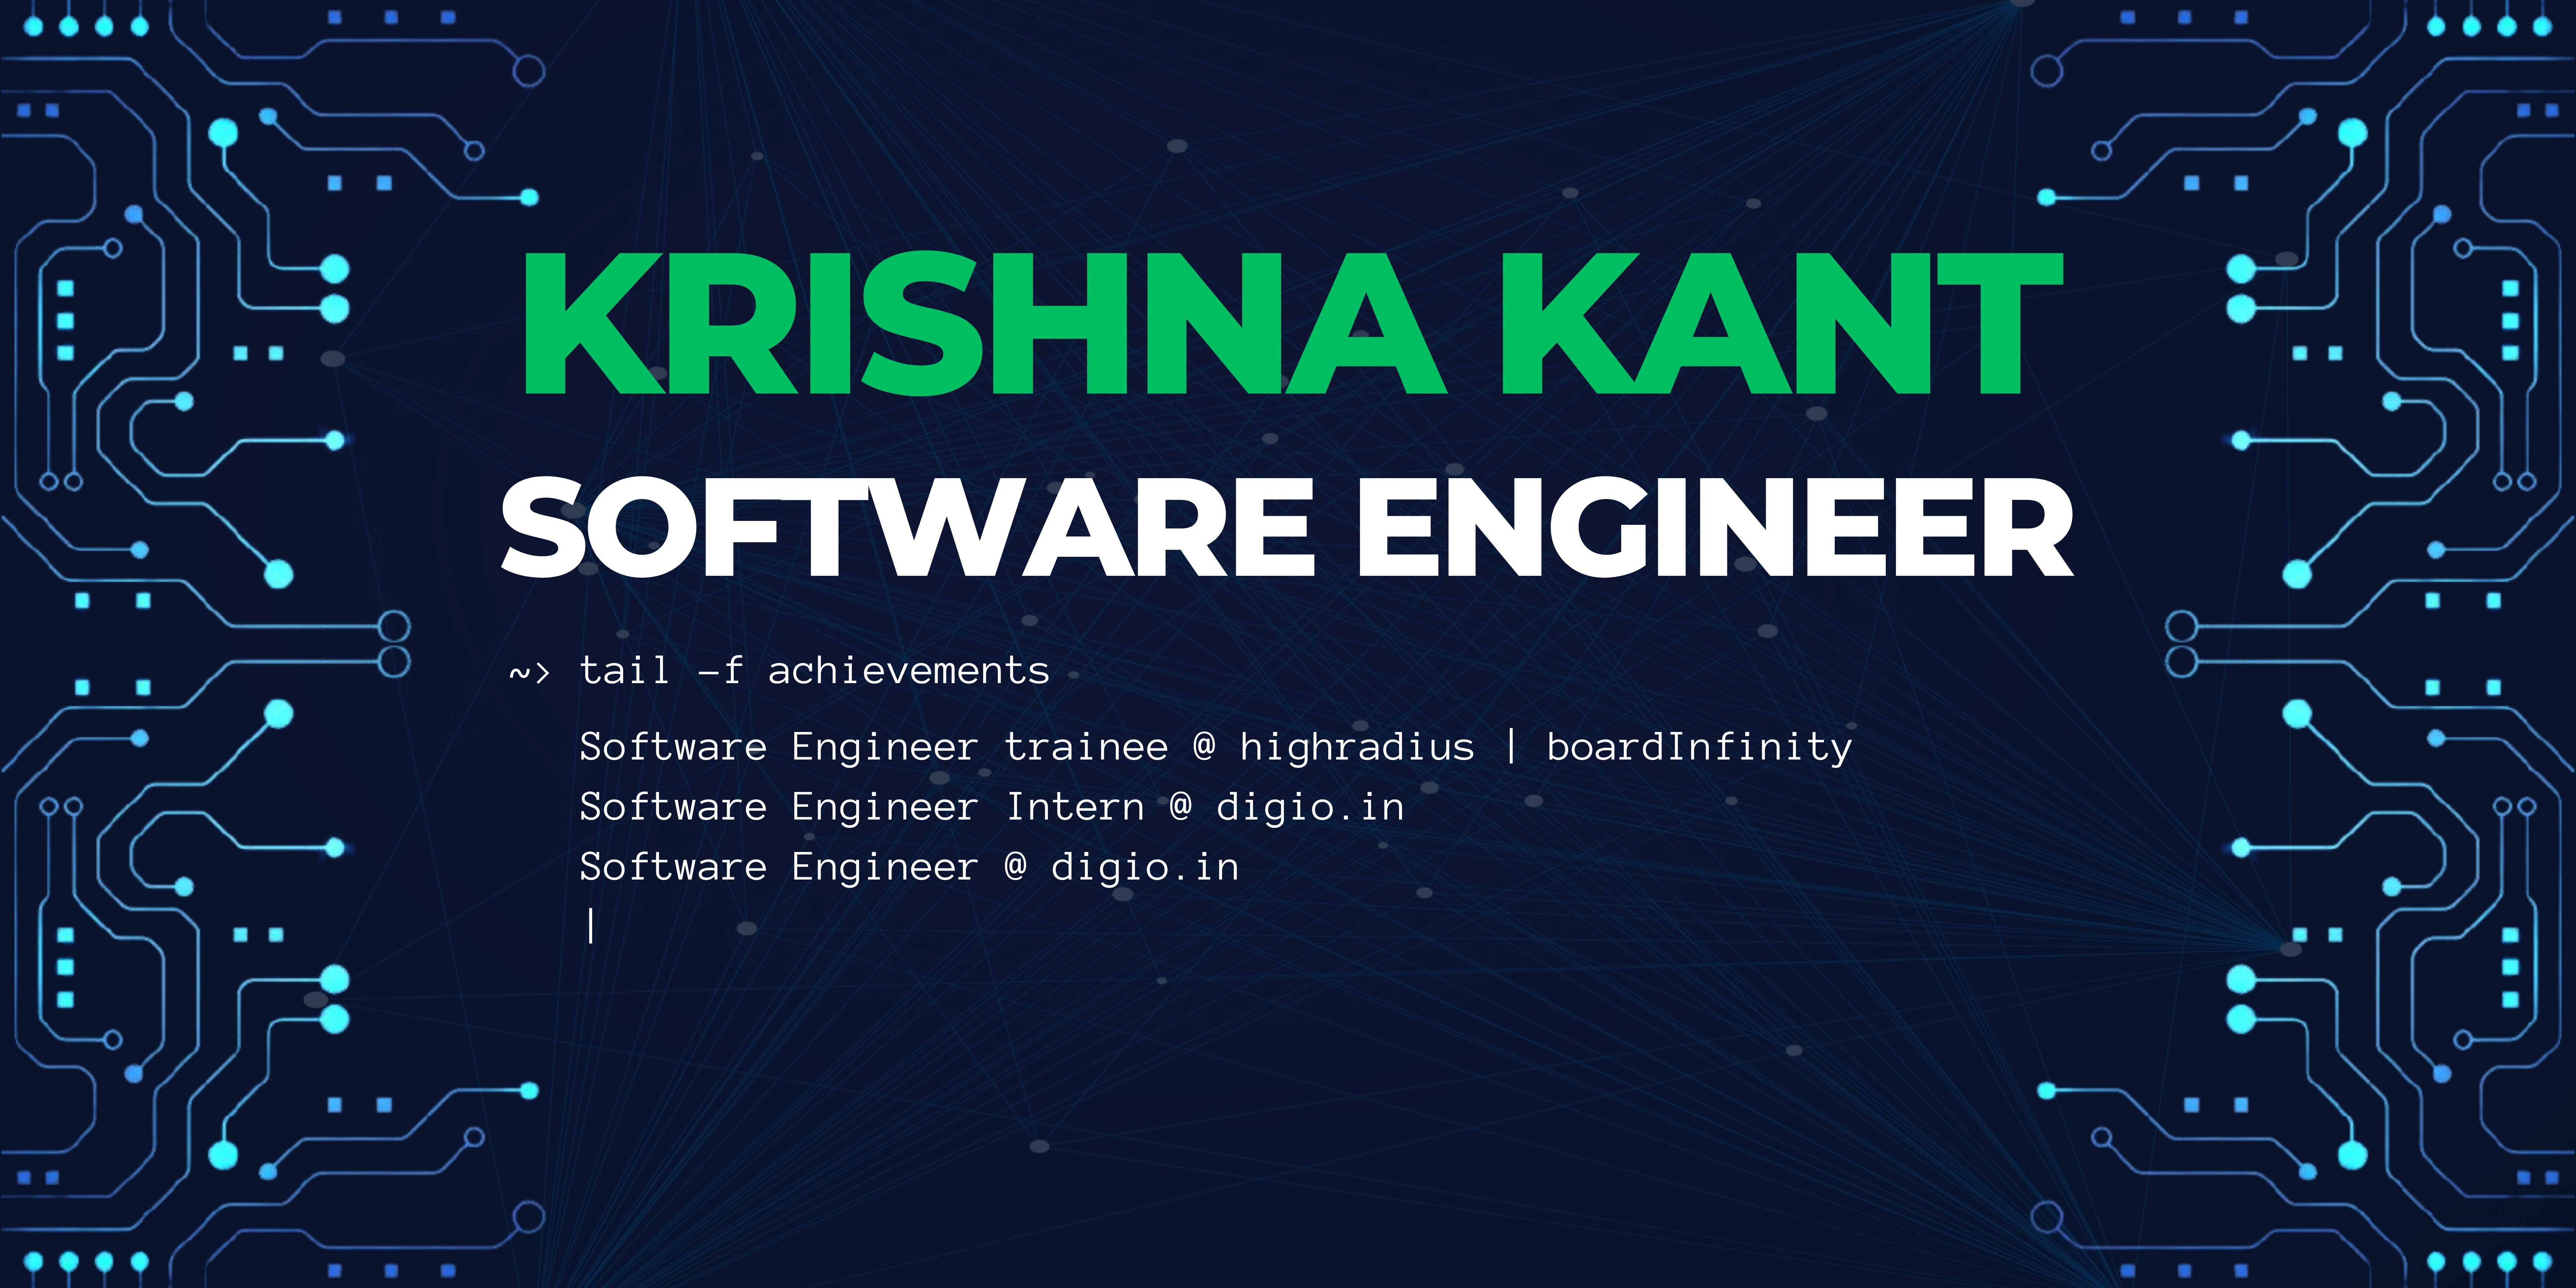 KRISHNA KANT
SOFTWARE ENGINEER
~> tail -f achievements
Software Engineer trainee @ highradius | boardInfinity
Software Engineer Intern @ digio.in
Software Engineer @ digio.in
|